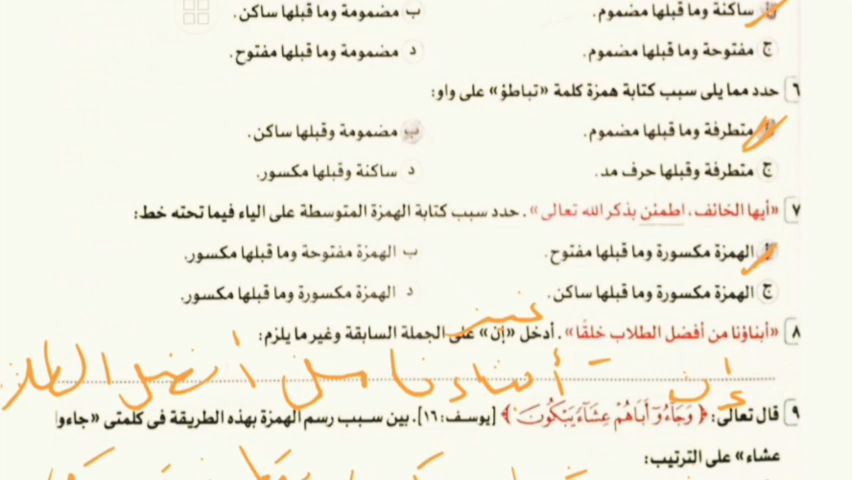 أ ساكنة وما قبلها مضموم. ب مضمومة وما قبلها ساكن.
ج مفتوحة وما قبلها مضموم. د مضمومة وما قبلها مفتوح.
٦ حدد مما يلى سبب كتابة همزة كلمة «تباطؤ» على واو:
أ متطرفة وما قبلها مضموم. ب مضمومة وقبلها ساكن.
ج متطرفة وقبلها حرف مد. د ساكنة وقبلها مكسور.
٧ «أيها الخائف، اطمئن بذكر الله تعالى». حدد سبب كتابة الهمزة المتوسطة على الياء فيما تحته خط:
أ الهمزة مكسورة وما قبلها مفتوح. ب الهمزة مفتوحة وما قبلها مكسور.
ج الهمزة مكسورة وما قبلها ساكن. د الهمزة مكسورة وما قبلها مكسور.
٨ «أبناؤنا من أفضل الطلاب خلقًا». أدخل «إن» على الجملة السابقة وغير ما يلزم:
إن أبناءنا من أفضل الطلا
٩ قال تعالى: ﴿وَجَاءُوٓ أَبَاهُمْ عِشَاءً يَبْكُونَ﴾ [يوسف: ١٦]. بين سبب رسم الهمزة بهذه الطريقة فى كلمتى «جاءوا
عشاء» على الترتيب: